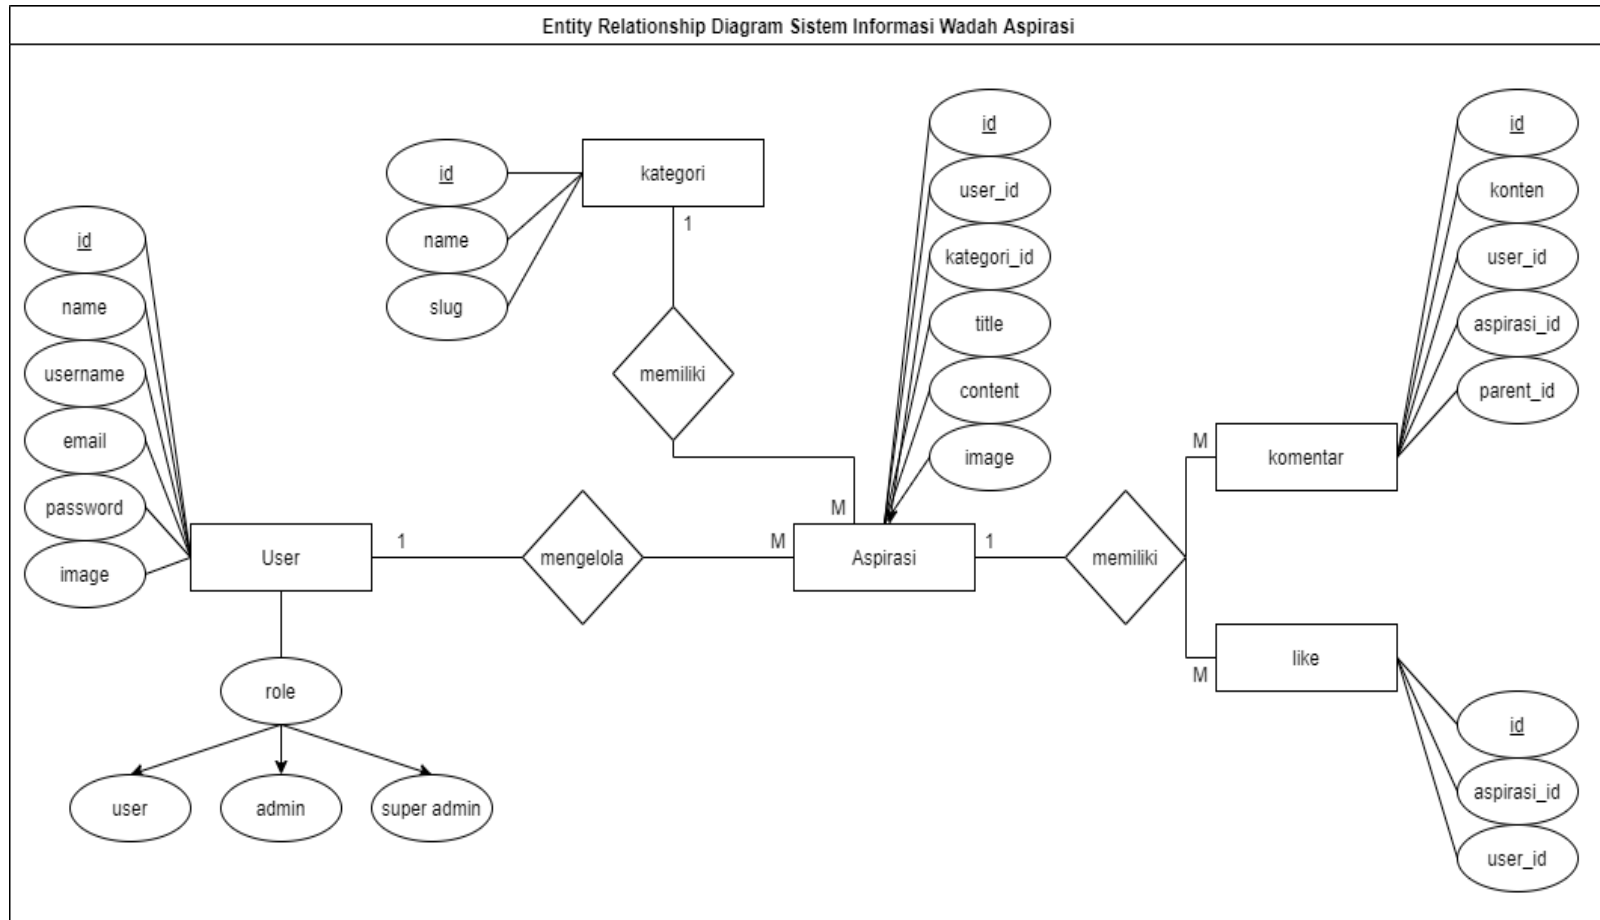 Entity Relationship Diagram Sistem Informasi Wadah Aspirasi
id
name
username
email
password
image
User
role
user
admin
super admin
id
name
slug
kategori
1
memiliki
M
1
mengelola
M
id
user_id
kategori_id
title
content
image
Aspirasi
1
memiliki
M
komentar
id
konten
user_id
aspirasi_id
parent_id
M
like
id
aspirasi_id
user_id